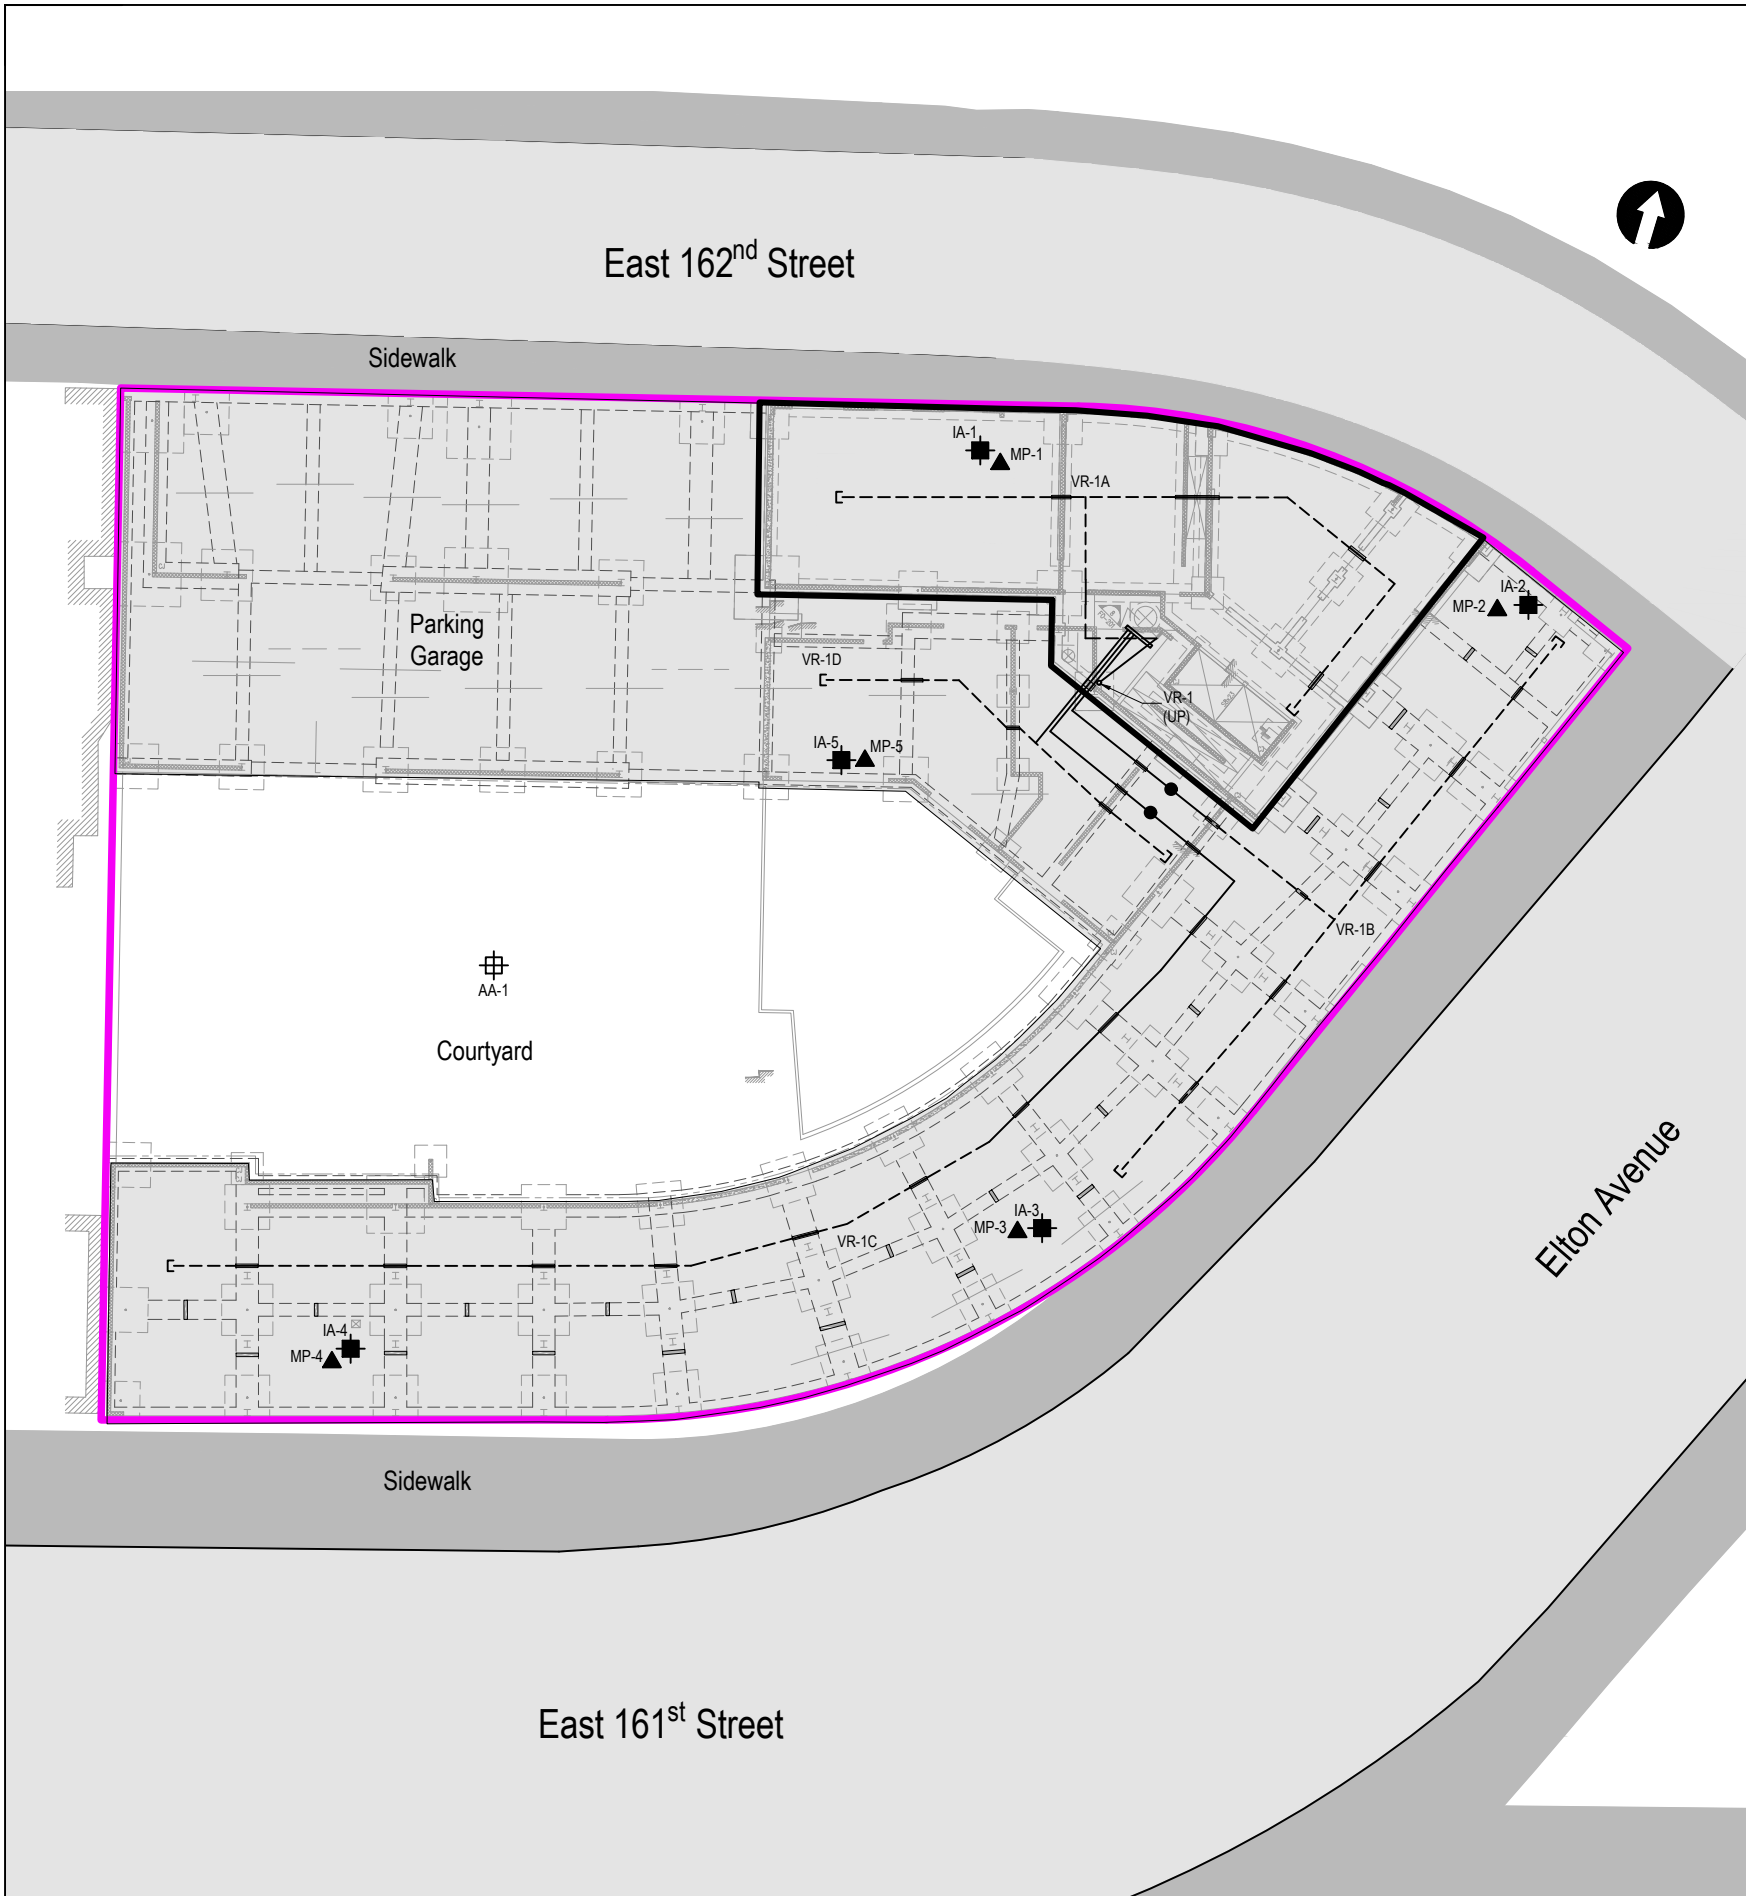 East 162nd Street
Sidewalk
IA-1
MP-1
VR-1A
IA-2
MP-2
Parking
Garage
VR-1D
VR-1
(UP)
IA-5
MP-5
VR-1B
AA-1
Courtyard
Elton Avenue
IA-3
MP-3
VR-1C
IA-4
MP-4
Sidewalk
East 161st Street